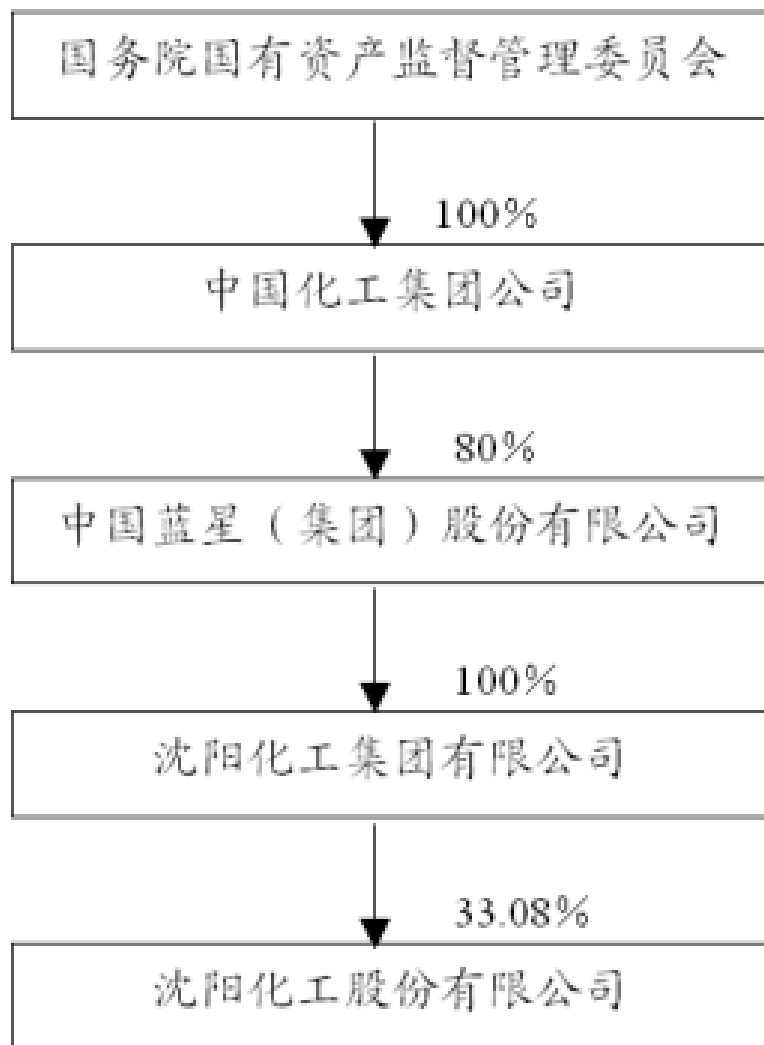 国务院国有资产监督管理委员会
100%
中国化工集团公司
80%
中国蓝星（集团）股份有限公司
100%
沈阳化工集团有限公司
33.08%
沈阳化工股份有限公司